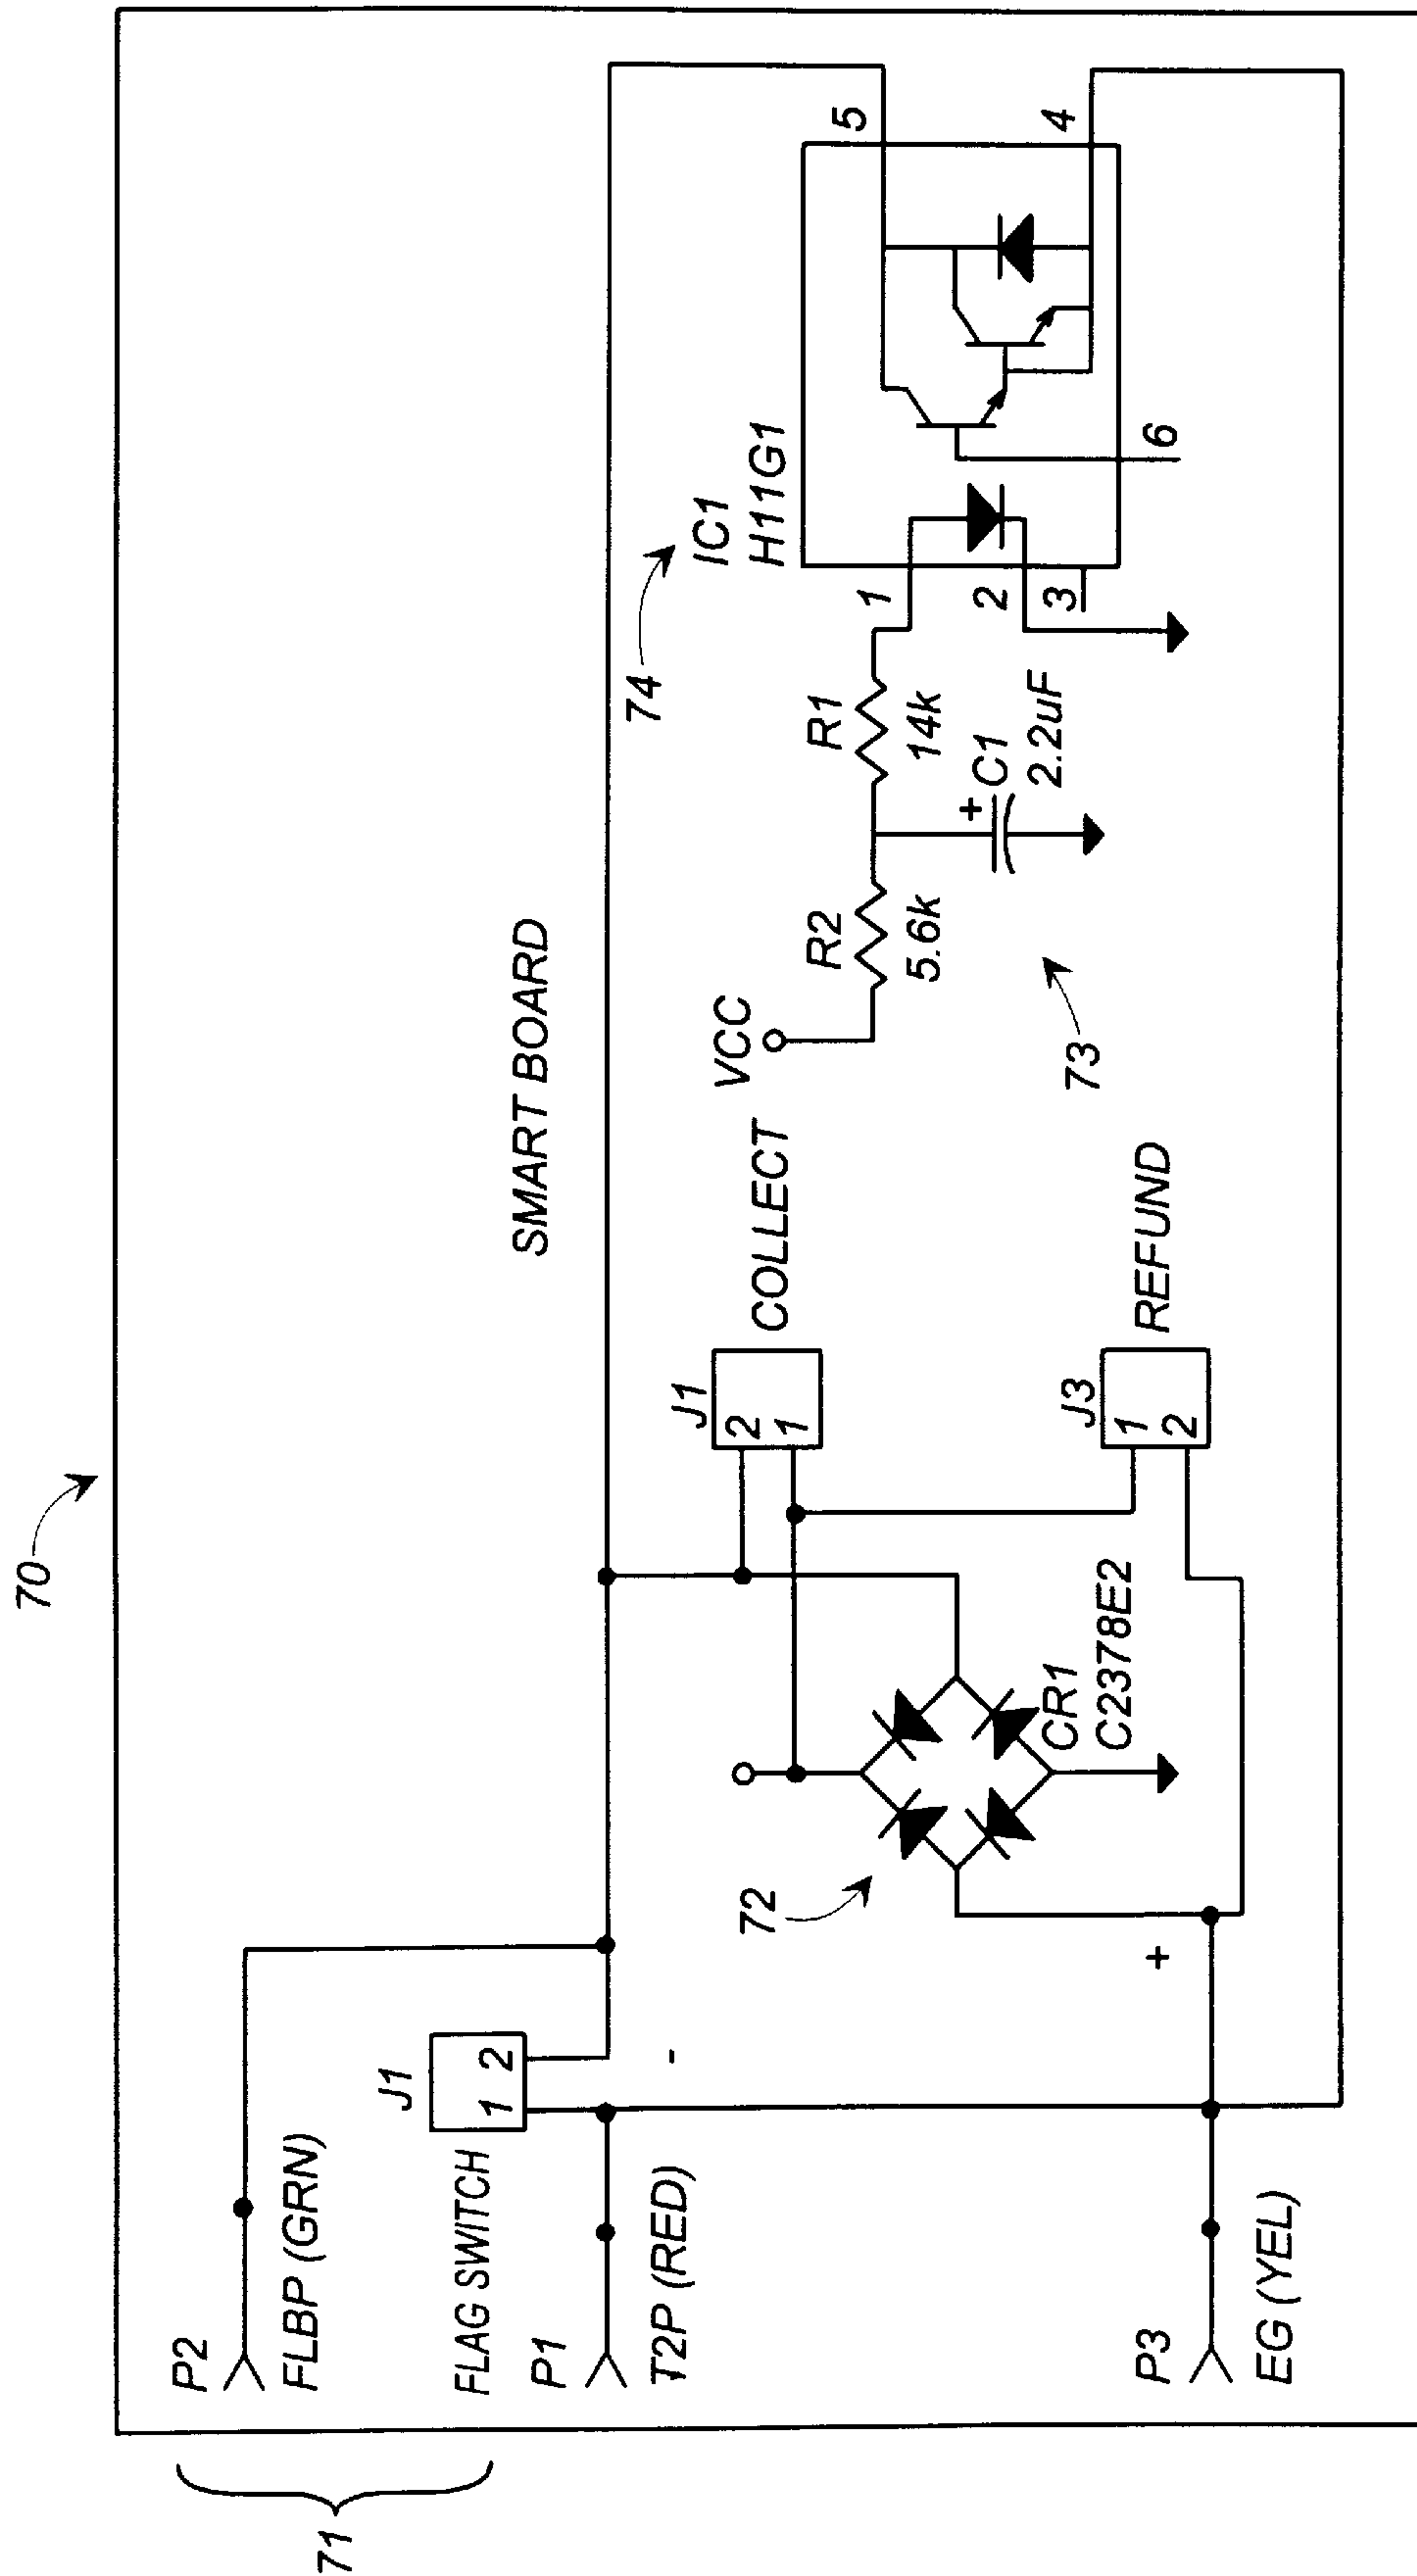 70
SMART BOARD
71
P2
FLBP (GRN)
J1
1 2
FLAG SWITCH
P1
T2P (RED)
-
P3
EG (YEL)
+
72
CR1
C2378E2
J1
2
1
COLLECT
J3
1
2
REFUND
VCC
R2
5.6k
73
R1
14k
+
C1
2.2uF
74
IC1
H11G1
1
2
3
5
4
6